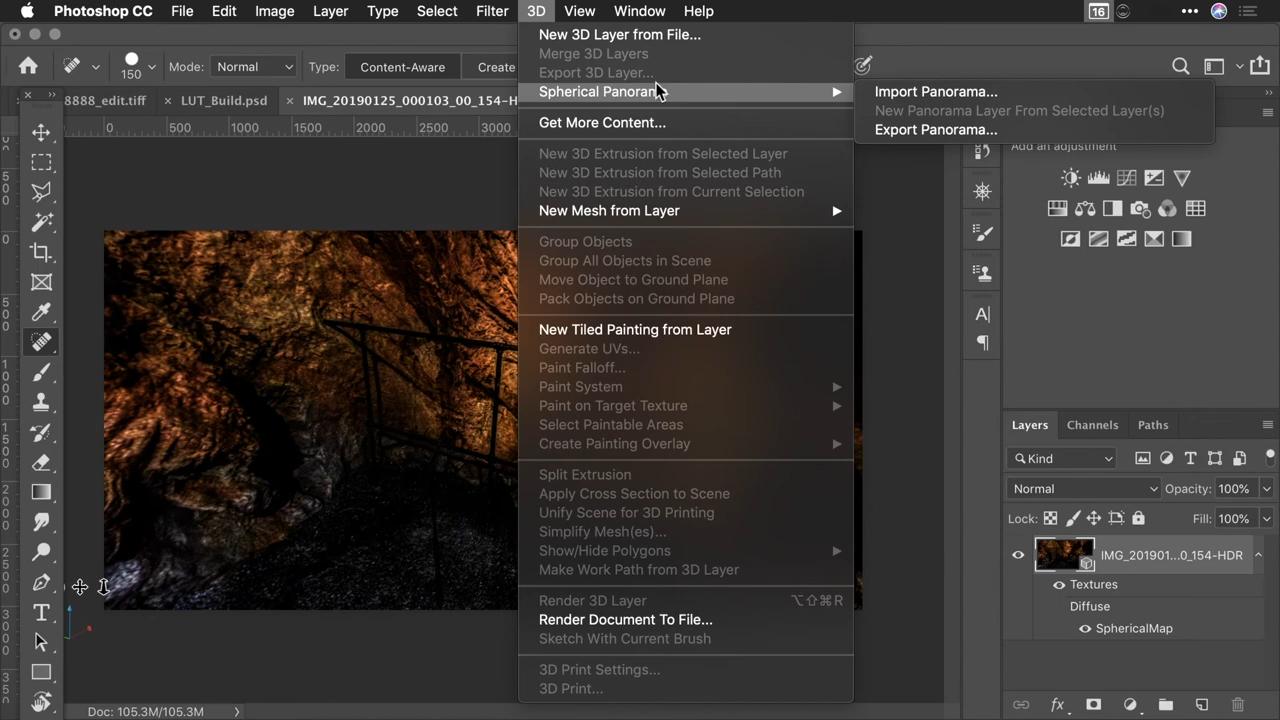 Photoshop CC File Edit Image Layer Type Select Filter 3D View Window Help 16
150 Mode: Normal Type: Content-Aware Create
8888_edit.tiff LUT_Build.psd IMG_20190125_000103_00_154-H
0 500 1000 1500 2000 2500 3000
New 3D Layer from File...
Merge 3D Layers
Export 3D Layer...
Spherical Panoram
Import Panorama...
New Panorama Layer From Selected Layer(s)
Export Panorama...
Get More Content...
Add an adjustment
New 3D Extrusion from Selected Layer
New 3D Extrusion from Selected Path
New 3D Extrusion from Current Selection
New Mesh from Layer
Group Objects
Group All Objects in Scene
Move Object to Ground Plane
Pack Objects on Ground Plane
New Tiled Painting from Layer
Generate UVs...
Paint Falloff...
Paint System
Paint on Target Texture
Select Paintable Areas
Create Painting Overlay
Split Extrusion
Apply Cross Section to Scene
Unify Scene for 3D Printing
Simplify Mesh(es)...
Show/Hide Polygons
Make Work Path from 3D Layer
Render 3D Layer ⌥⇧⌘R
Render Document To File...
Sketch With Current Brush
3D Print Settings...
3D Print...
Layers Channels Paths
Kind
Normal Opacity: 100%
Lock: Fill: 100%
IMG_201901...0_154-HDR
Textures
Diffuse
SphericalMap
Doc: 105.3M/105.3M